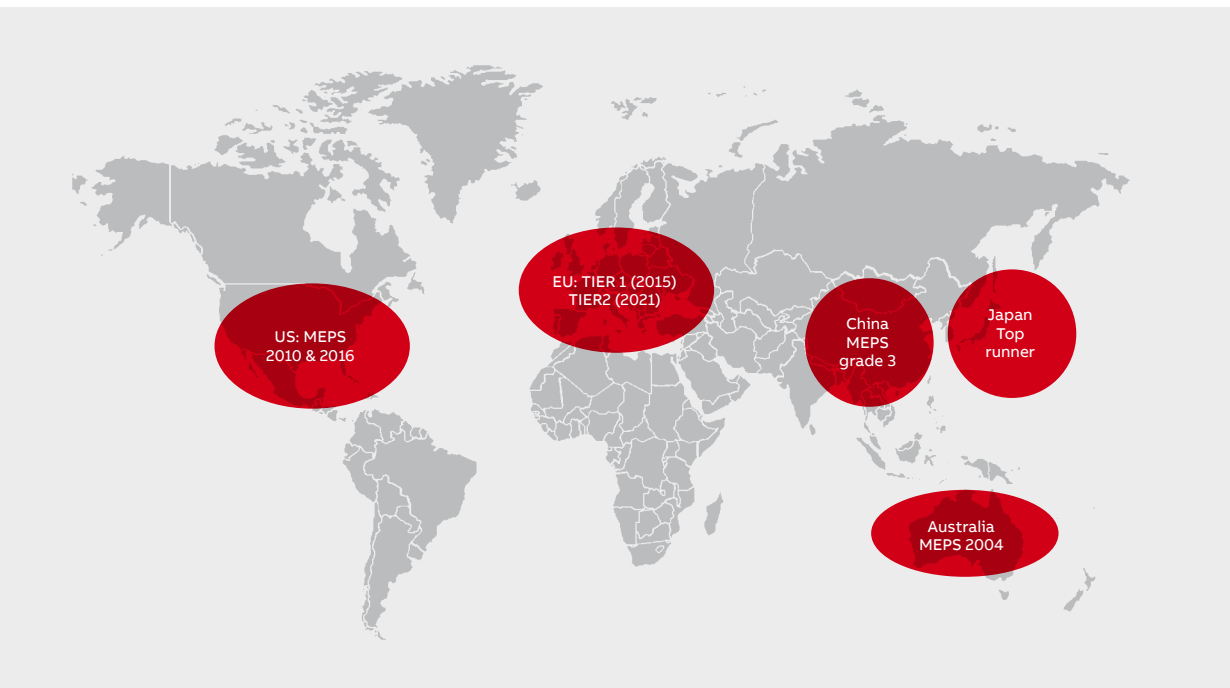 US: MEPS
2010 & 2016
EU: TIER 1 (2015)
TIER2 (2021)
China
MEPS
grade 3
Japan
Top
runner
Australia
MEPS 2004